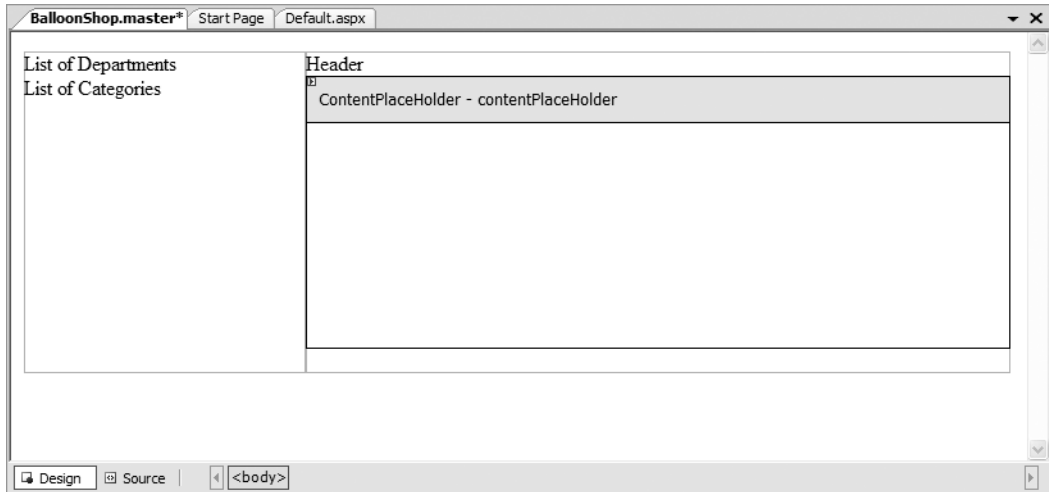 BalloonShop.master* Start Page Default.aspx
List of Departments
List of Categories
Header
ContentPlaceHolder - contentPlaceHolder
Design Source <body>